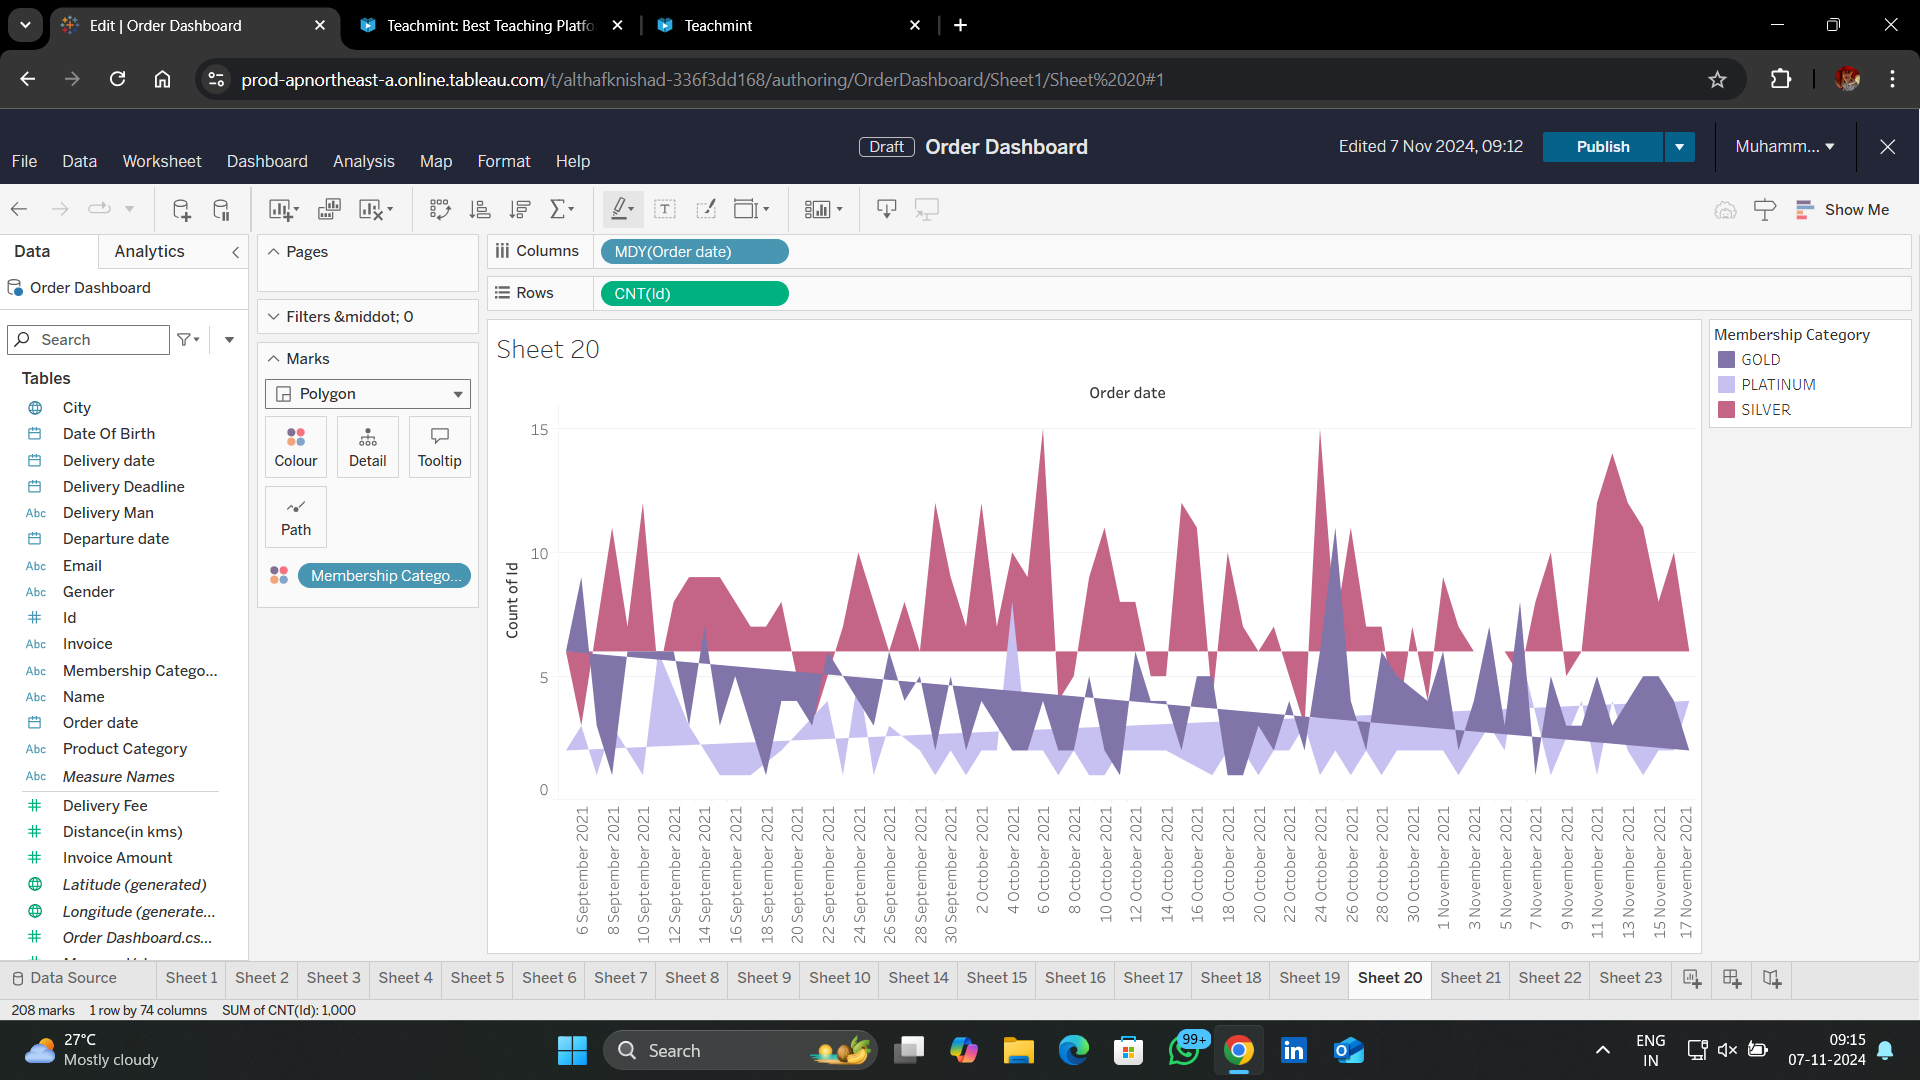 Edit | Order Dashboard
Teachmint: Best Teaching Platfo
Teachmint
prod-apnortheast-a.online.tableau.com/t/althafknishad-336f3dd168/authoring/OrderDashboard/Sheet1/Sheet%2020#1
Draft
Order Dashboard
Edited 7 Nov 2024, 09:12
Publish
Muhamm...
File
Data
Worksheet
Dashboard
Analysis
Map
Format
Help
Show Me
Data
Analytics
Order Dashboard
Search
Tables
City
Date Of Birth
Delivery date
Delivery Deadline
Abc Delivery Man
Departure date
Abc Email
Abc Gender
Id
Abc Invoice
Abc Membership Catego...
Abc Name
Order date
Abc Product Category
Abc Measure Names
Delivery Fee
Distance(in kms)
Invoice Amount
Latitude (generated)
Longitude (generate...
Order Dashboard.cs...
Pages
Filters &middot; 0
Marks
Polygon
Colour
Detail
Tooltip
Path
Membership Catego...
Columns
MDY(Order date)
Rows
CNT(Id)
Sheet 20
Order date
Count of Id
15
10
5
0
6 September 2021
8 September 2021
10 September 2021
12 September 2021
14 September 2021
16 September 2021
18 September 2021
20 September 2021
22 September 2021
24 September 2021
26 September 2021
28 September 2021
30 September 2021
2 October 2021
4 October 2021
6 October 2021
8 October 2021
10 October 2021
12 October 2021
14 October 2021
16 October 2021
18 October 2021
20 October 2021
22 October 2021
24 October 2021
26 October 2021
28 October 2021
30 October 2021
1 November 2021
3 November 2021
5 November 2021
7 November 2021
9 November 2021
11 November 2021
13 November 2021
15 November 2021
17 November 2021
Membership Category
GOLD
PLATINUM
SILVER
Data Source
Sheet 1
Sheet 2
Sheet 3
Sheet 4
Sheet 5
Sheet 6
Sheet 7
Sheet 8
Sheet 9
Sheet 10
Sheet 14
Sheet 15
Sheet 16
Sheet 17
Sheet 18
Sheet 19
Sheet 20
Sheet 21
Sheet 22
Sheet 23
208 marks
1 row by 74 columns
SUM of CNT(Id): 1,000
27°C
Mostly cloudy
Search
99+
ENG
IN
09:15
07-11-2024